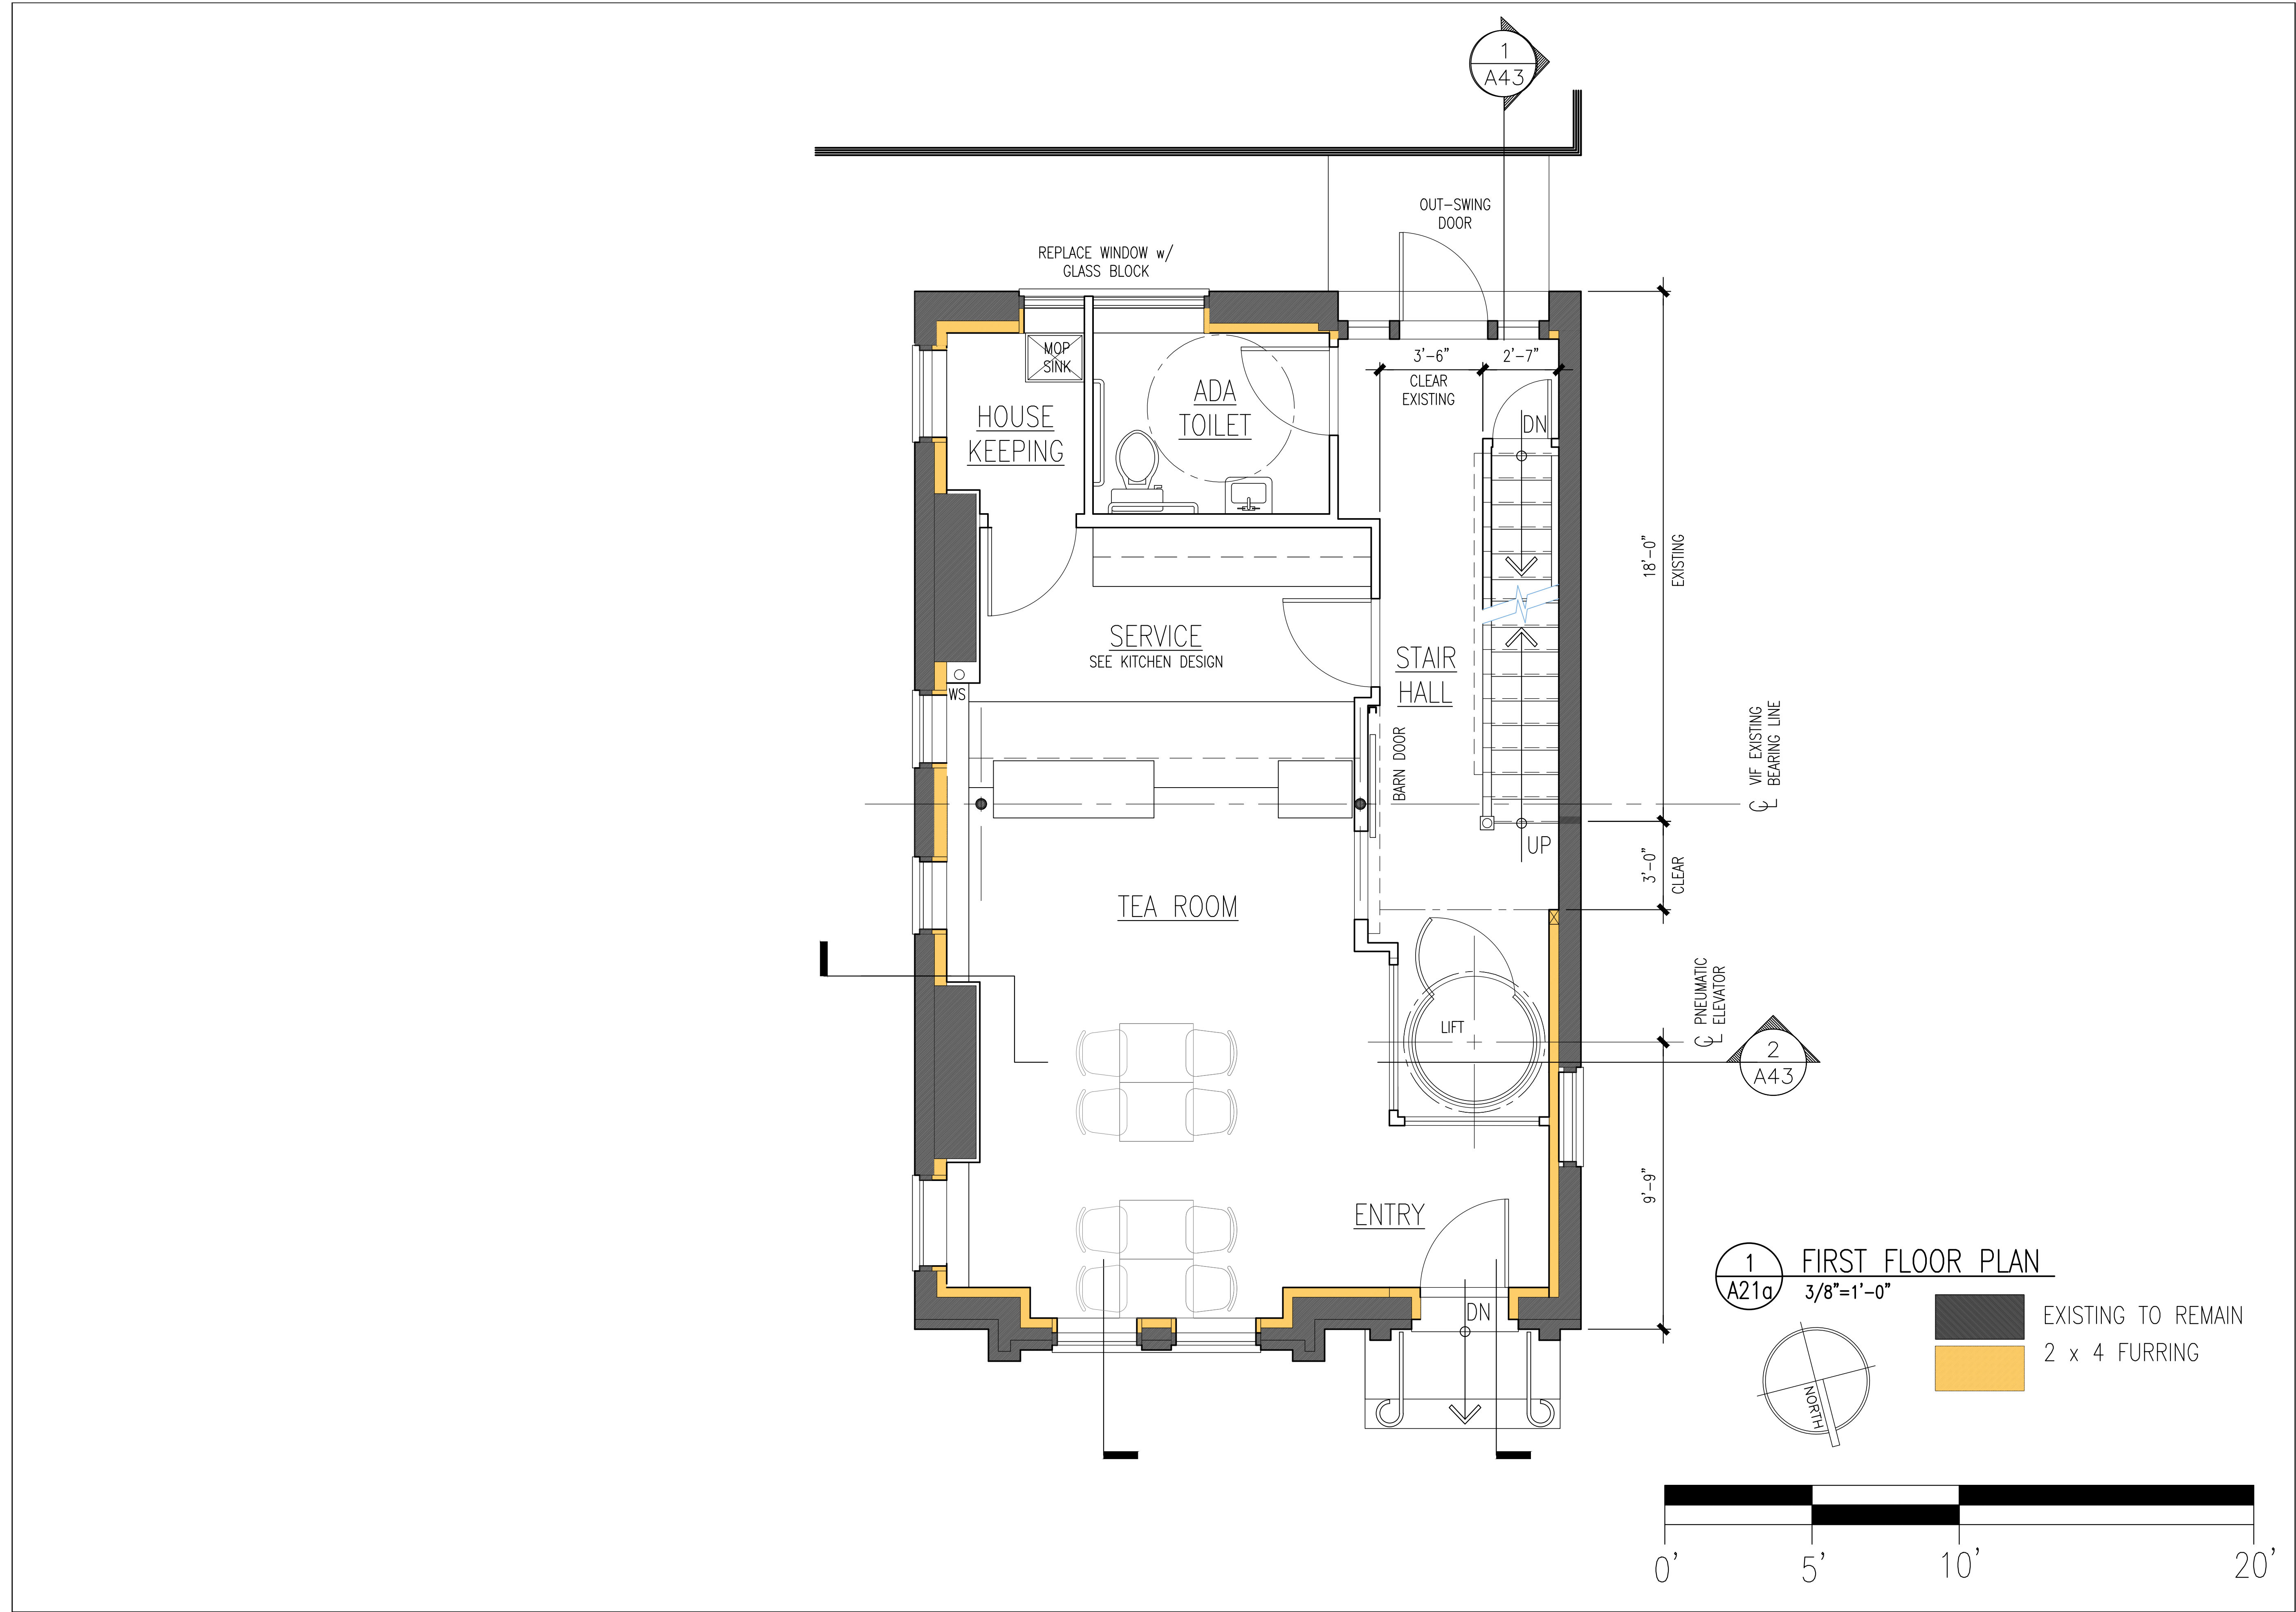 1
A43
OUT-SWING
DOOR
REPLACE WINDOW w/
GLASS BLOCK
MOP
SINK
HOUSE
KEEPING
ADA
TOILET
3'-6"
CLEAR
EXISTING
2'-7"
DN
18'-0"
EXISTING
SERVICE
SEE KITCHEN DESIGN
STAIR
HALL
WS
BARN DOOR
℄ VIF EXISTING
BEARING LINE
UP
3'-0"
CLEAR
TEA ROOM
℄ PNEUMATIC
ELEVATOR
LIFT
2
A43
9'-9"
ENTRY
DN
1
A21a
FIRST FLOOR PLAN
3/8"=1'-0"
EXISTING TO REMAIN
2 x 4 FURRING
NORTH
0'
5'
10'
20'